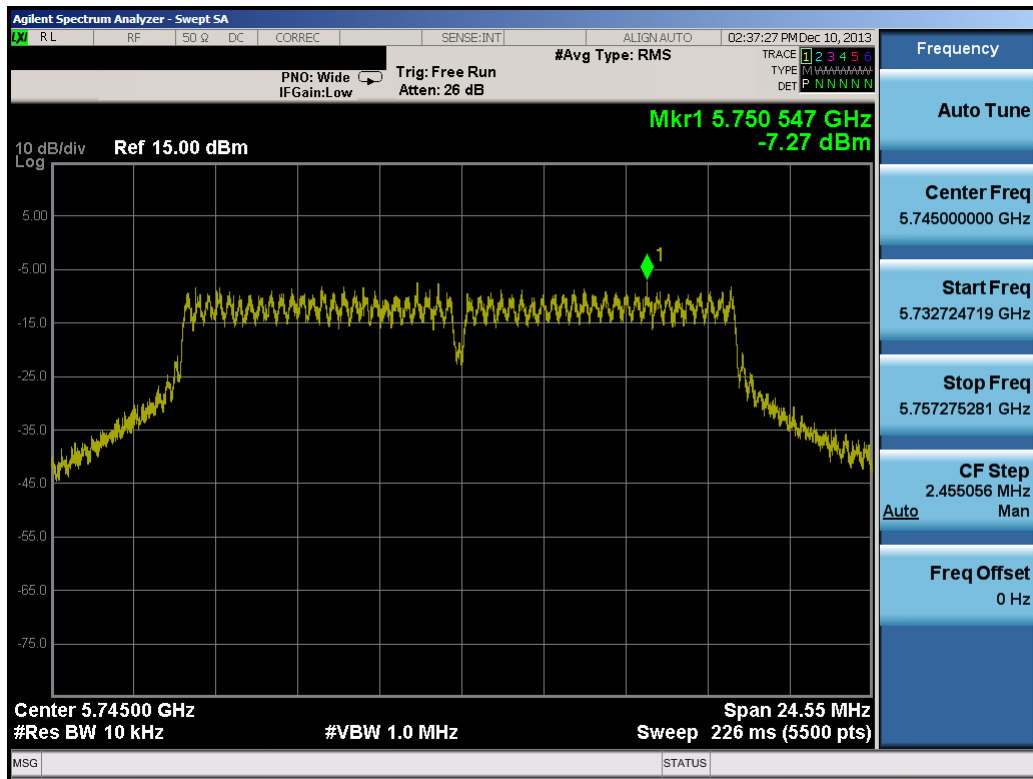 Agilent Spectrum Analyzer - Swept SA
LXI RL RF 50 Ω DC CORREC SENSE:INT ALIGN AUTO 02:37:27 PM Dec 10, 2013
#Avg Type: RMS
TRACE 1 2 3 4 5 6
PNO: Wide Trig: Free Run
TYPE M WWWWW
IFGain:Low Atten: 26 dB
DET P N N N N N
Mkr1 5.750 547 GHz
-7.27 dBm
10 dB/div Ref 15.00 dBm
Log
5.00
1
-5.00
-15.0
-25.0
-35.0
-45.0
-55.0
-65.0
-75.0
Center 5.74500 GHz Span 24.55 MHz
#Res BW 10 kHz #VBW 1.0 MHz Sweep 226 ms (5500 pts)
MSG STATUS
Frequency
Auto Tune
Center Freq
5.745000000 GHz
Start Freq
5.732724719 GHz
Stop Freq
5.757275281 GHz
CF Step
2.455056 MHz
Auto Man
Freq Offset
0 Hz